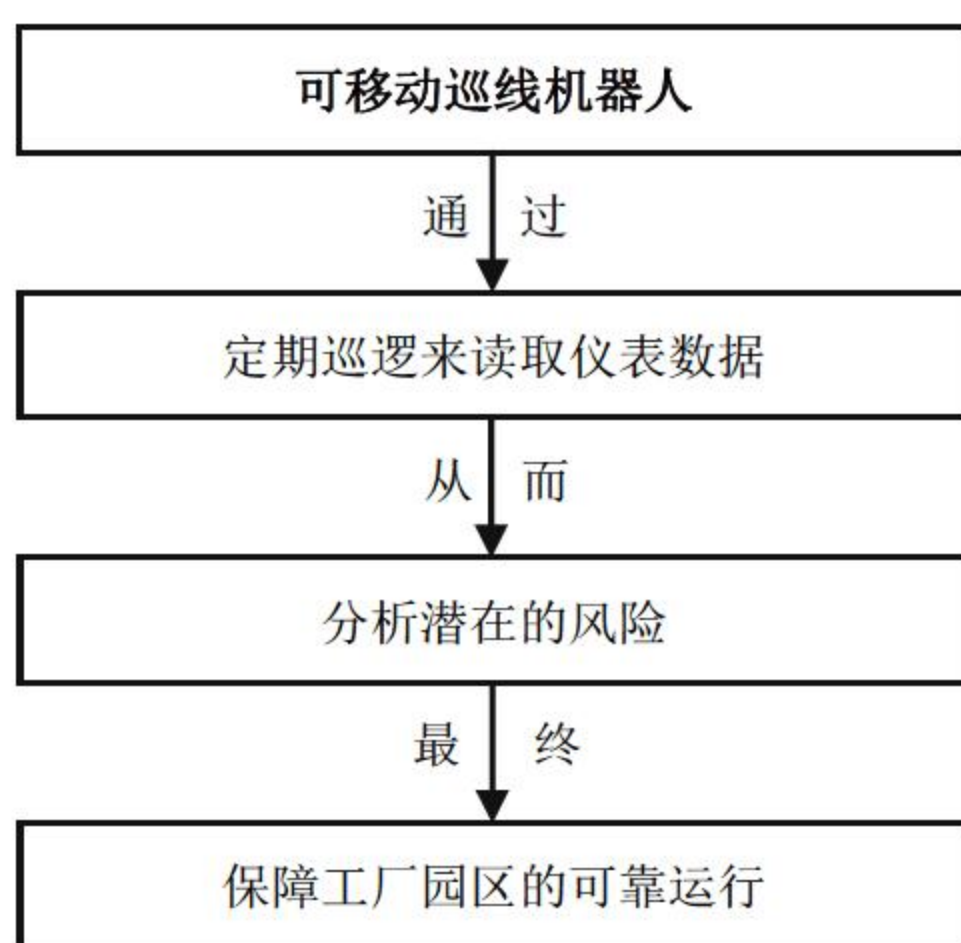 可移动巡线机器人
通过
定期巡逻来读取仪表数据
从而
分析潜在的风险
最终
保障工厂园区的可靠运行